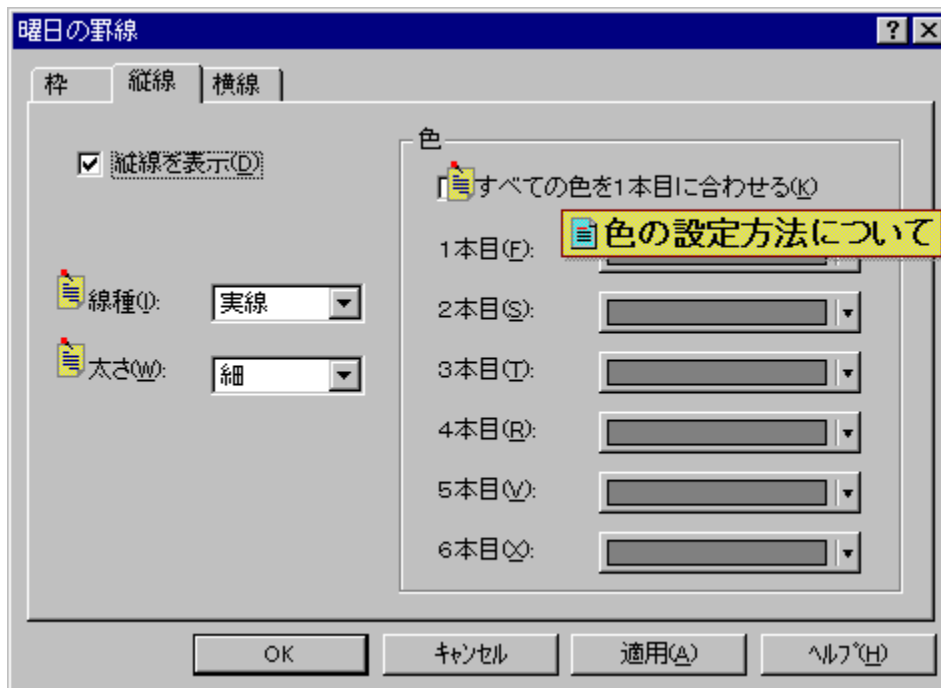 曜日の罫線
枠 縦線 横線
縦線を表示(D)
線種(I): 実線
太さ(W): 細
色
すべての色を1本目に合わせる(K)
色の設定方法について
1本目(F):
2本目(S):
3本目(T):
4本目(R):
5本目(V):
6本目(X):
OK ｷｬﾝｾﾙ 適用(A) ﾍﾙﾌﾟ(H)